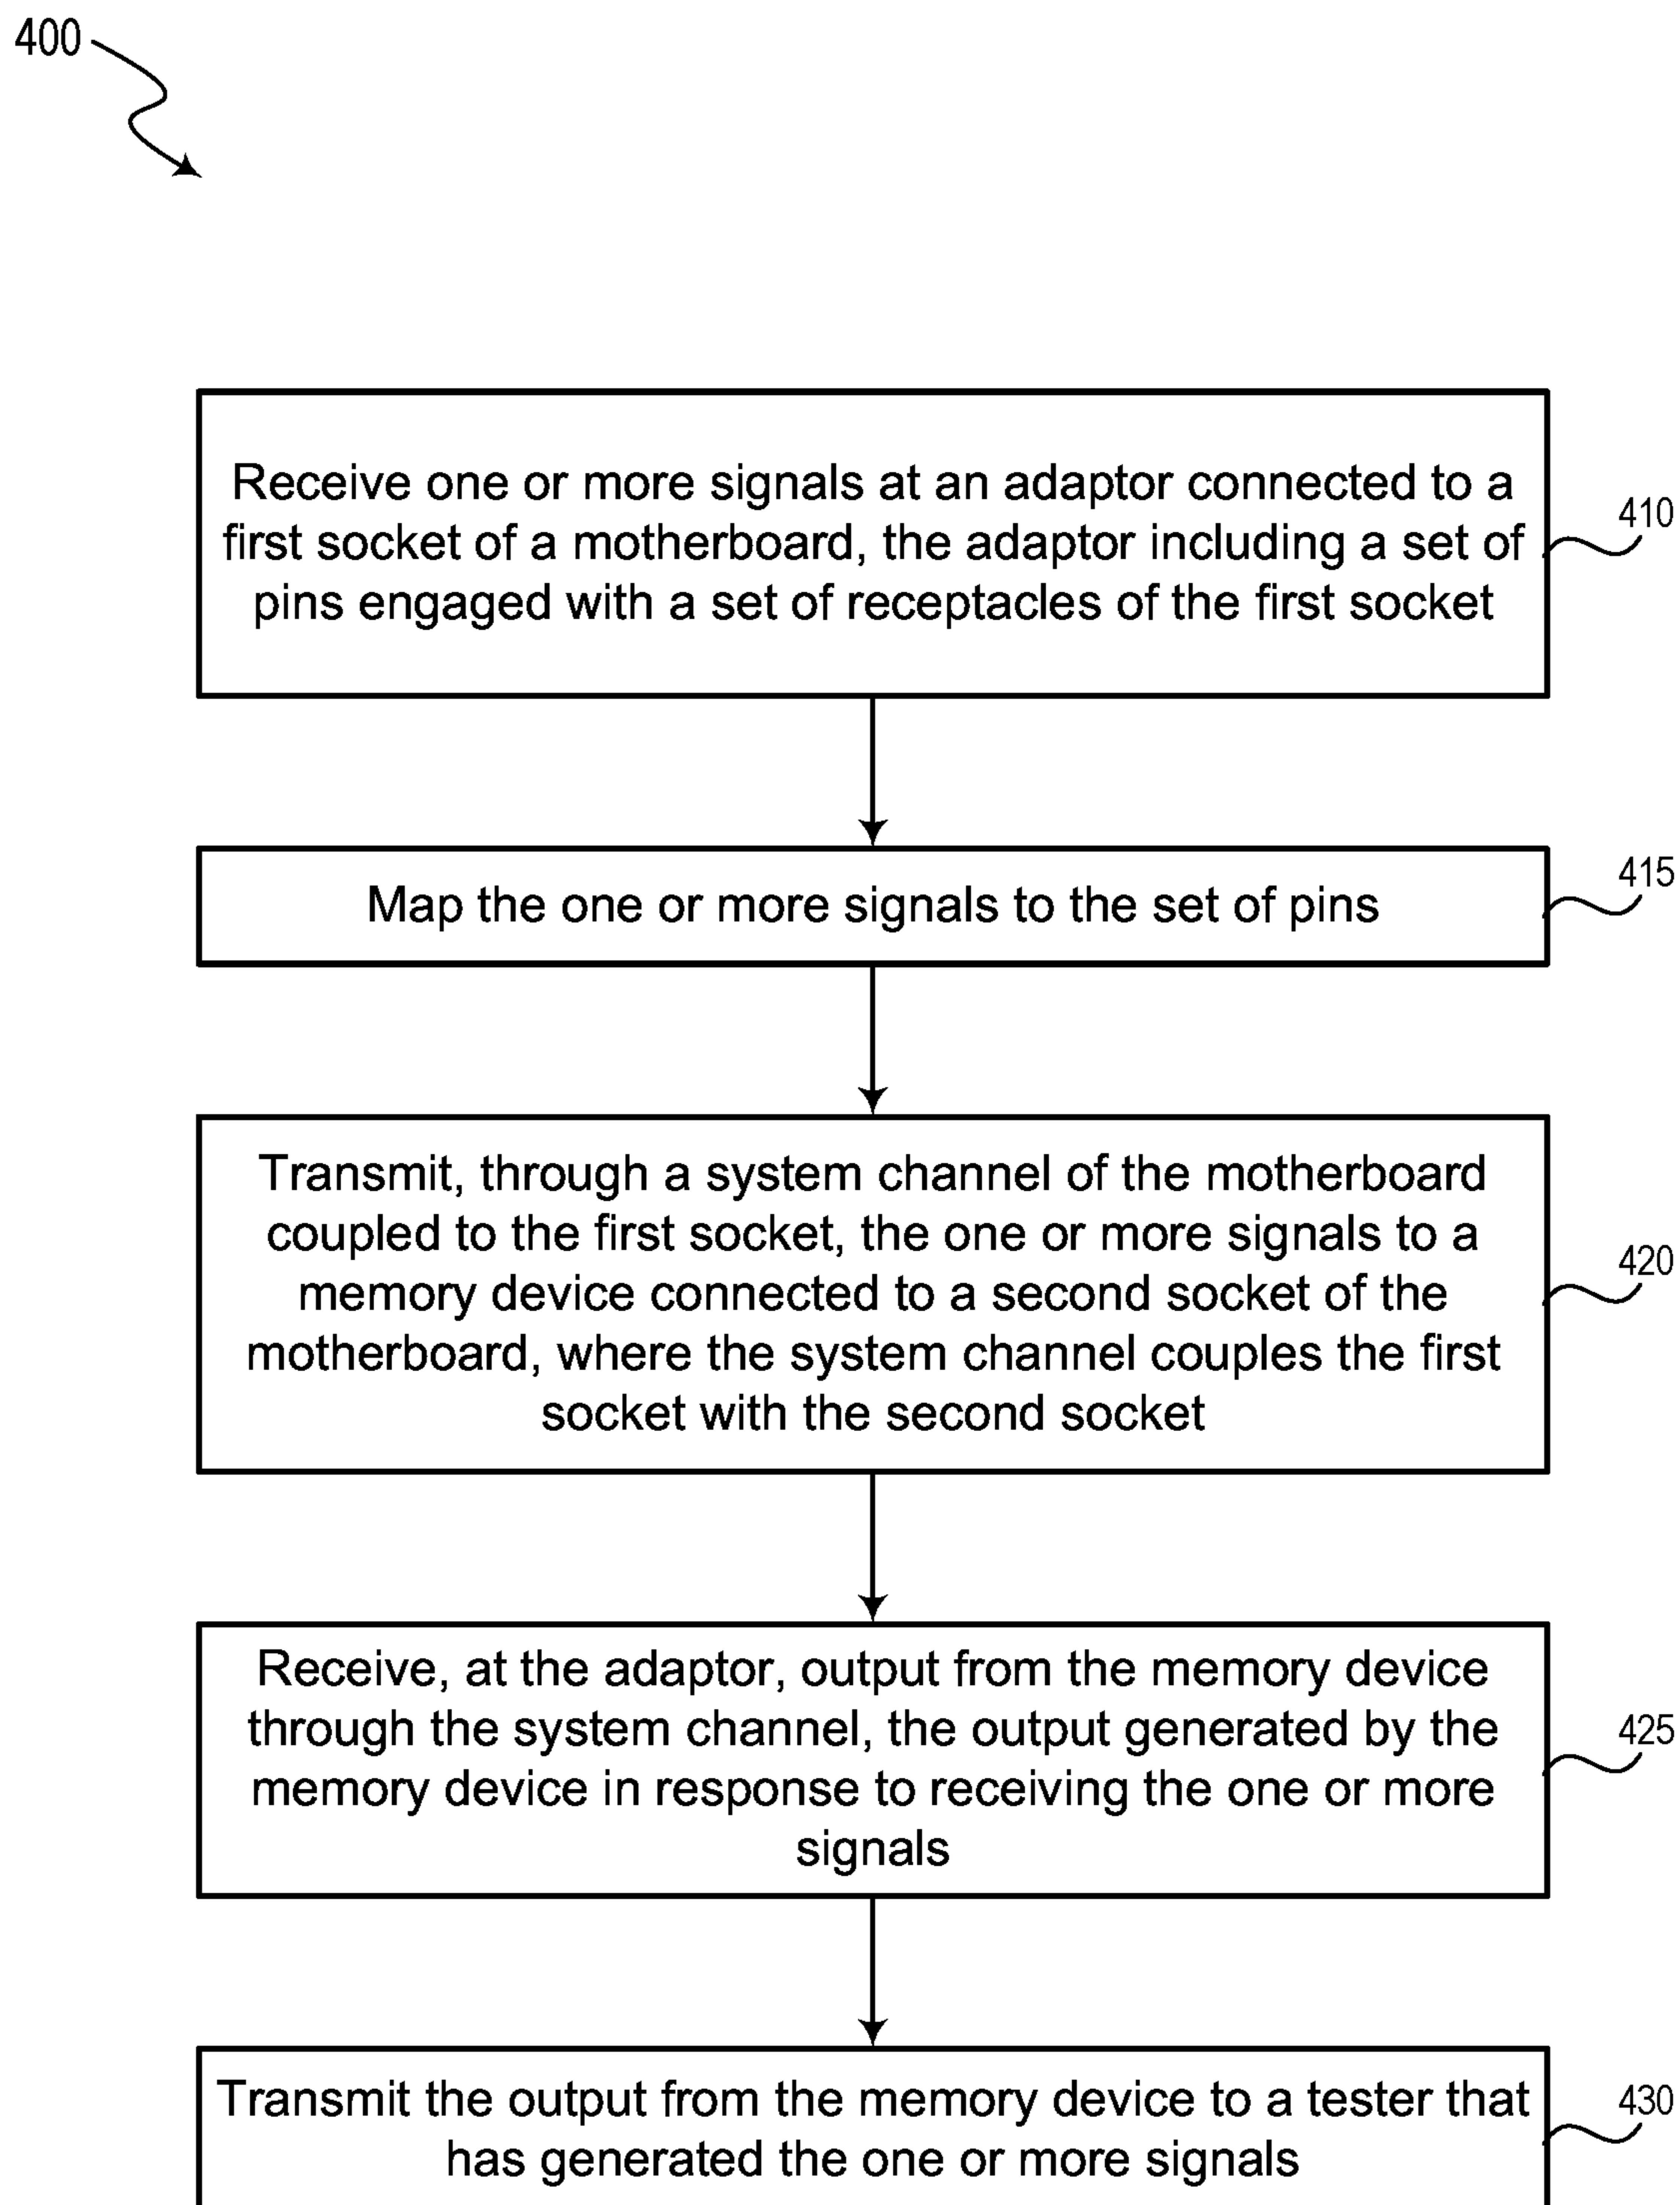 400
Receive one or more signals at an adaptor connected to a
first socket of a motherboard, the adaptor including a set of
pins engaged with a set of receptacles of the first socket
410
Map the one or more signals to the set of pins
415
Transmit, through a system channel of the motherboard
coupled to the first socket, the one or more signals to a
memory device connected to a second socket of the
motherboard, where the system channel couples the first
socket with the second socket
420
Receive, at the adaptor, output from the memory device
through the system channel, the output generated by the
memory device in response to receiving the one or more
signals
425
Transmit the output from the memory device to a tester that
has generated the one or more signals
430